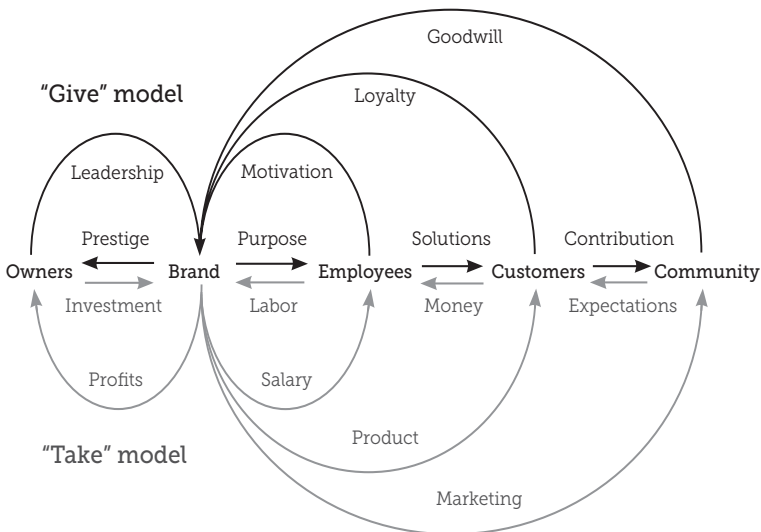 Goodwill
“Give” model
Loyalty
Leadership
Motivation
Prestige
Purpose
Solutions
Contribution
Owners
Brand
Employees
Customers
Community
Investment
Labor
Money
Expectations
Profits
Salary
Product
“Take” model
Marketing